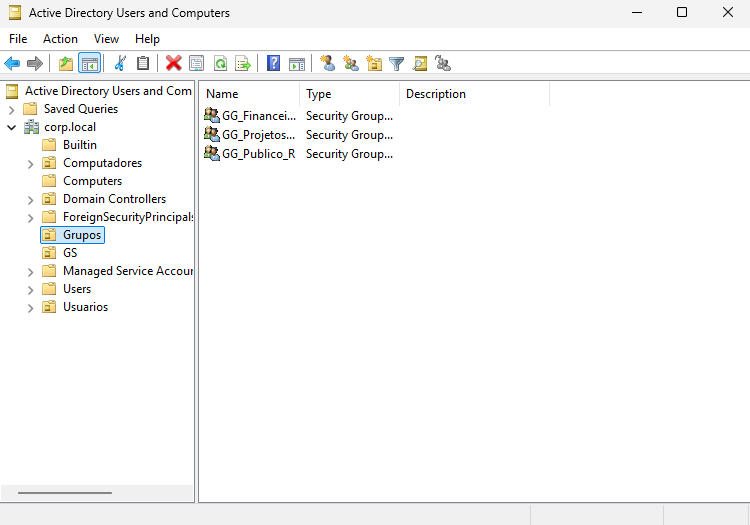 Active Directory Users and Computers
File Action View Help
Active Directory Users and Com
Saved Queries
corp.local
Builtin
Computadores
Computers
Domain Controllers
ForeignSecurityPrincipals
Grupos
GS
Managed Service Accour
Users
Usuarios
Name Type Description
GG_Financei... Security Group...
GG_Projetos... Security Group...
GG_Publico_R Security Group...